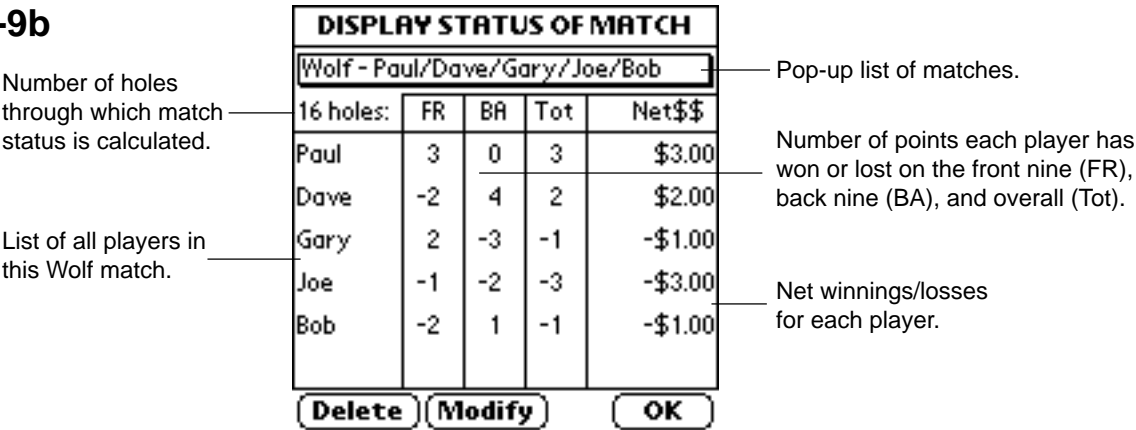 -9b
DISPLAY STATUS OF MATCH
Wolf - Paul/Dave/Gary/Joe/Bob
Pop-up list of matches.
Number of holes
through which match
status is calculated.
16 holes: FR BA Tot Net$$
Paul 3 0 3 $3.00
Dave -2 4 2 $2.00
Gary 2 -3 -1 -$1.00
Joe -1 -2 -3 -$3.00
Bob -2 1 -1 -$1.00
Number of points each player has
won or lost on the front nine (FR),
back nine (BA), and overall (Tot).
List of all players in
this Wolf match.
Net winnings/losses
for each player.
Delete Modify OK